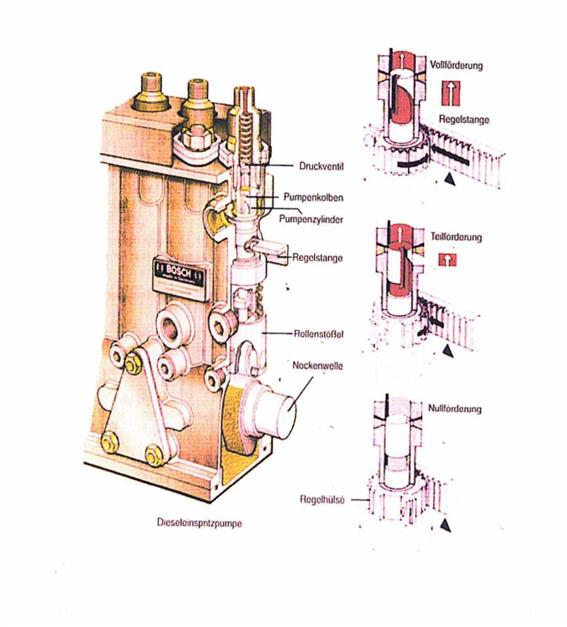 Vollförderung
Regelstange
Druckventil
Pumpenkolben
Pumpenzylinder
Regelstange
Teilförderung
BOSCH
Rollenstößel
Nockenwelle
Nullförderung
Regelhülse
Dieseleinspritzpumpe